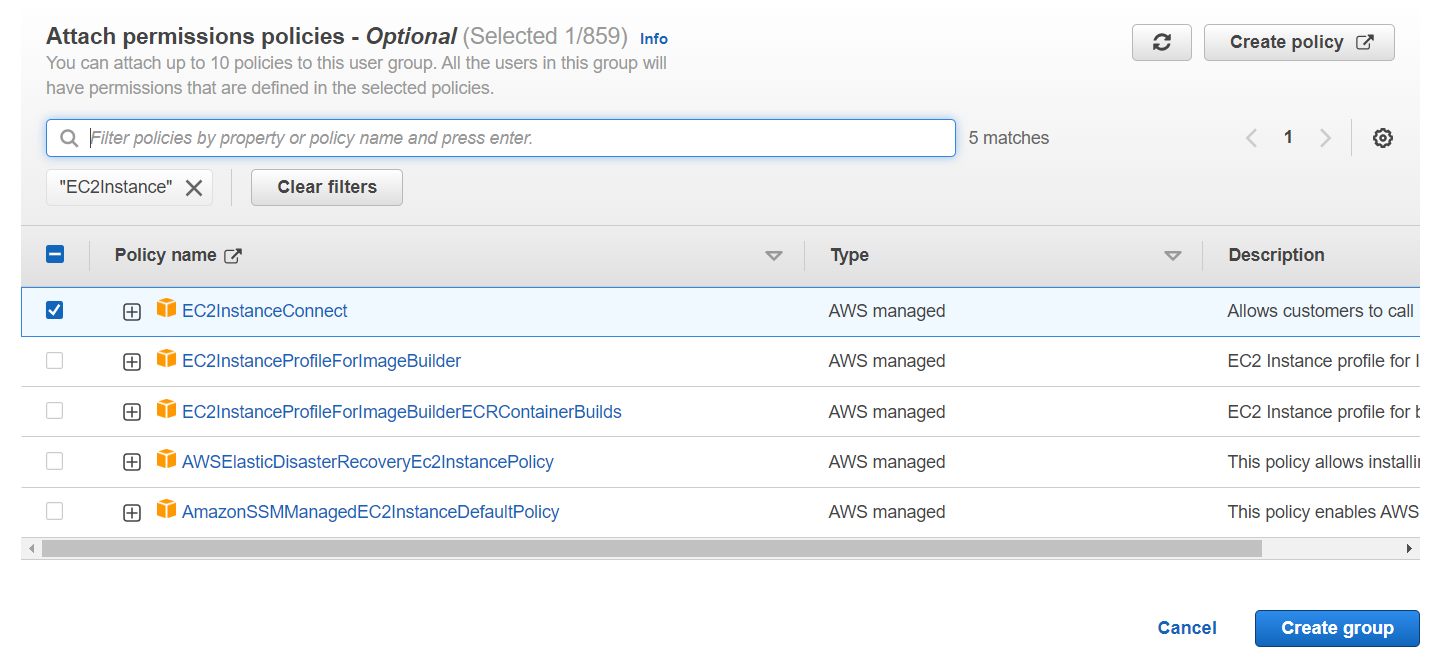 Attach permissions policies - Optional (Selected 1/859) Info
Create policy
You can attach up to 10 policies to this user group. All the users in this group will
have permissions that are defined in the selected policies.
Filter policies by property or policy name and press enter.
5 matches
1
"EC2Instance"
Clear filters
Policy name Type Description
EC2InstanceConnect AWS managed Allows customers to call
EC2InstanceProfileForImageBuilder AWS managed EC2 Instance profile for
EC2InstanceProfileForImageBuilderECRContainerBuilds AWS managed EC2 Instance profile for
AWSElasticDisasterRecoveryEc2InstancePolicy AWS managed This policy allows
AmazonSSMManagedEC2InstanceDefaultPolicy AWS managed This policy enables AWS
Cancel
Create group